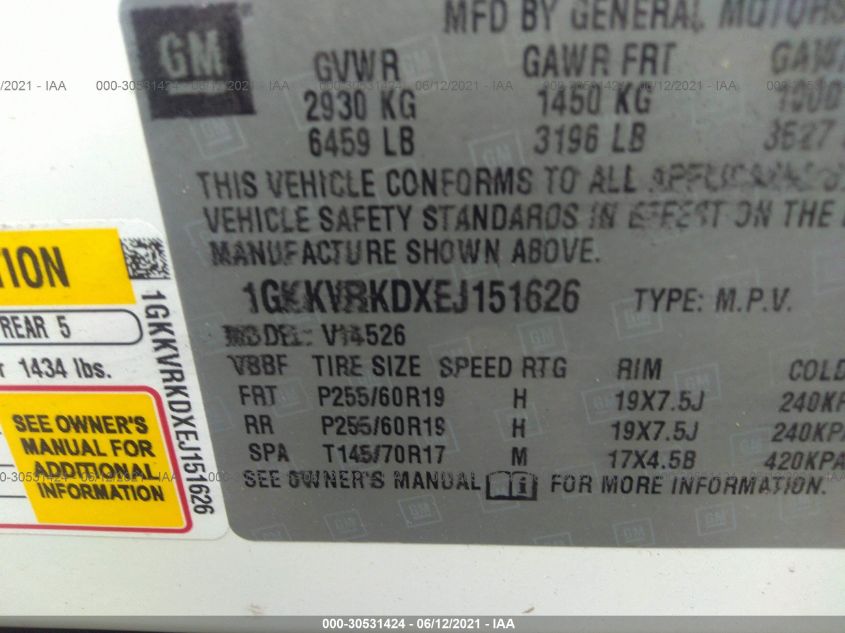 MFD BY GENERAL MOTORS
GM
GVWR GAWR FRT
2930 KG 1450 KG
6459 LB 3196 LB
THIS VEHICLE CONFORMS TO ALL
VEHICLE SAFETY STANDARDS IN EFFECT ON THE
MANUFACTURE SHOWN ABOVE.
1GKKVRKDXEJ151626 TYPE: M.P.V.
MODEL: V14526
TIRE SIZE SPEED RTG RIM COLD
FRT P255/60R19 H 19X7.5J
RR P255/60R19 H 19X7.5J
SPA T145/70R17 M 17X4.5B
SEE OWNER'S MANUAL FOR MORE INFORMATION.
REAR 5
1434 lbs.
SEE OWNER'S
MANUAL FOR
ADDITIONAL
INFORMATION
1GKKVRKDXEJ151626
000-30531424 - 06/12/2021 - IAA